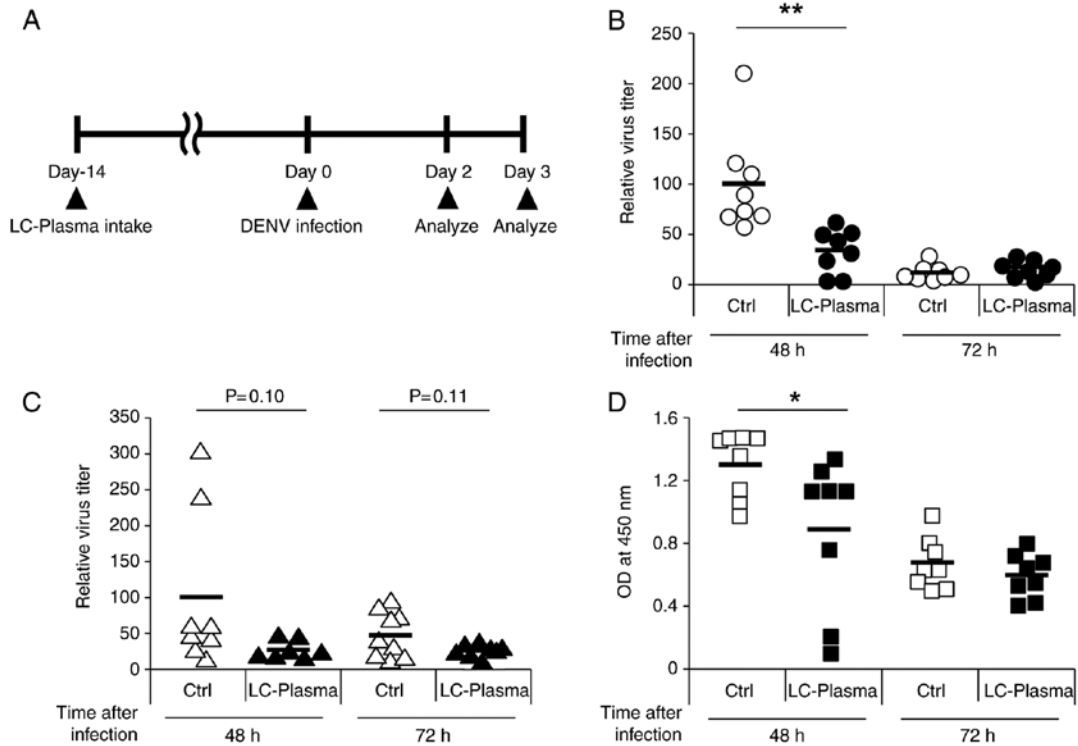 A
Day-14
Day 0
Day 2
Day 3
LC-Plasma intake
DENV infection
Analyze
Analyze
B
**
Relative virus titer
250
200
150
100
50
0
Ctrl
LC-Plasma
Ctrl
LC-Plasma
Time after
infection
48 h
72 h
C
P=0.10
P=0.11
Relative virus titer
350
300
250
200
150
100
50
0
Ctrl
LC-Plasma
Ctrl
LC-Plasma
Time after
infection
48 h
72 h
D
*
OD at 450 nm
1.6
1.2
0.8
0.4
0
Ctrl
LC-Plasma
Ctrl
LC-Plasma
Time after
infection
48 h
72 h